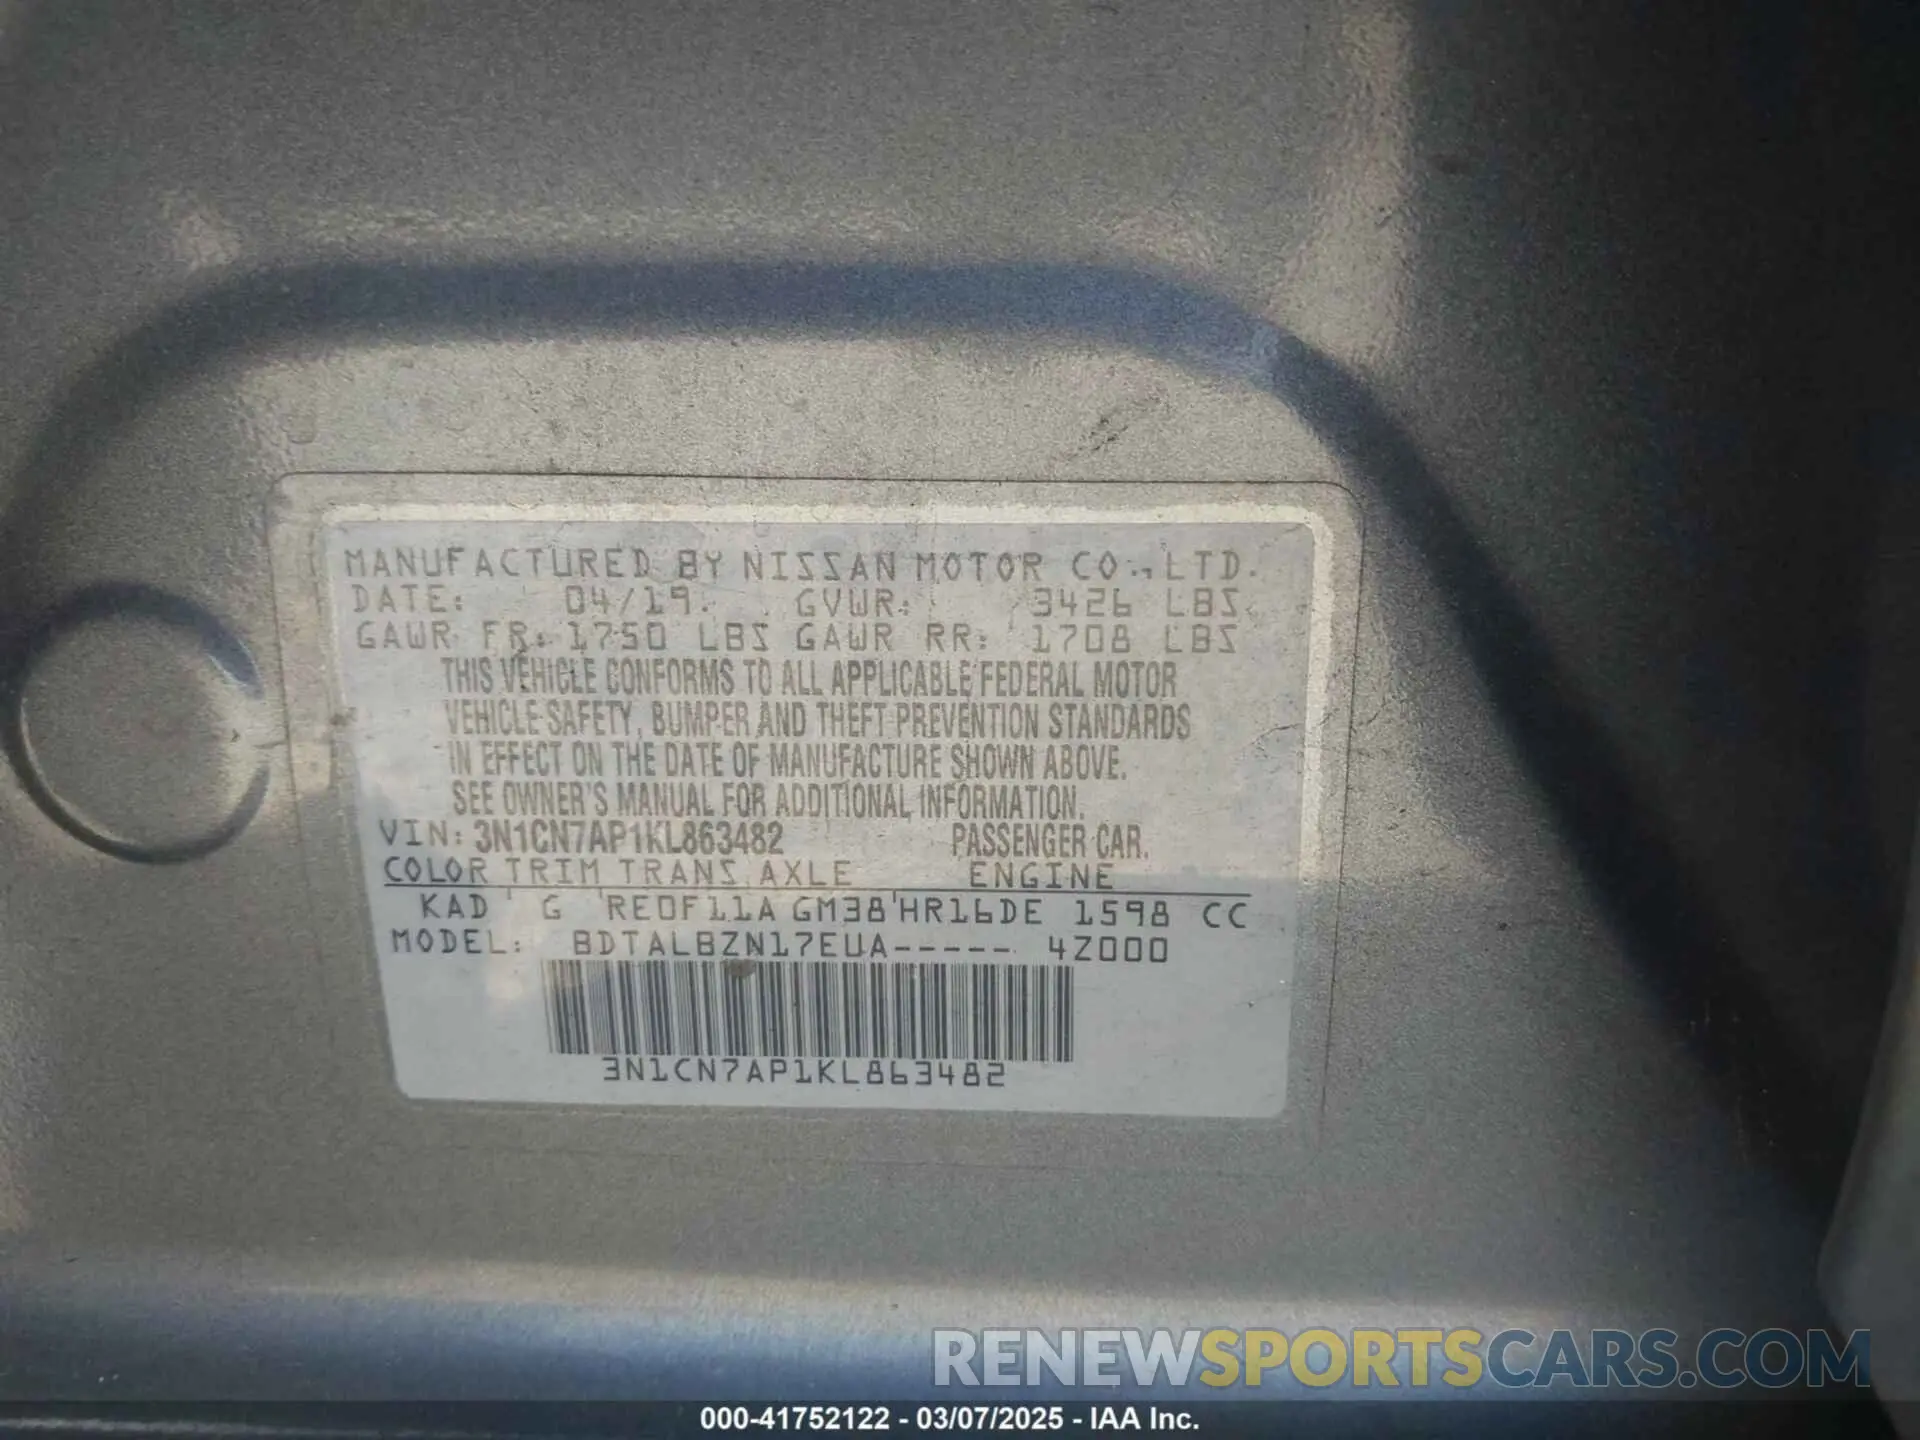 MANUFACTURED BY NISSAN MOTOR CO., LTD.
DATE: 04/19 GVWR: 3426 LBS
GAWR FR: 1750 LBS GAWR RR: 1708 LBS
THIS VEHICLE CONFORMS TO ALL APPLICABLE FEDERAL MOTOR
VEHICLE SAFETY, BUMPER AND THEFT PREVENTION STANDARDS
IN EFFECT ON THE DATE OF MANUFACTURE SHOWN ABOVE.
SEE OWNER'S MANUAL FOR ADDITIONAL INFORMATION.
VIN: 3N1CN7AP1KL863482 PASSENGER CAR.
COLOR TRIM TRANS AXLE ENGINE
KAD G RE0F11A GM38 HR16DE 1598 CC
MODEL: BDTALBZN17EUA----- 4Z000
3N1CN7AP1KL863482
RENEWSPORTSCARS.COM
000-41752122 - 03/07/2025 - IAA Inc.